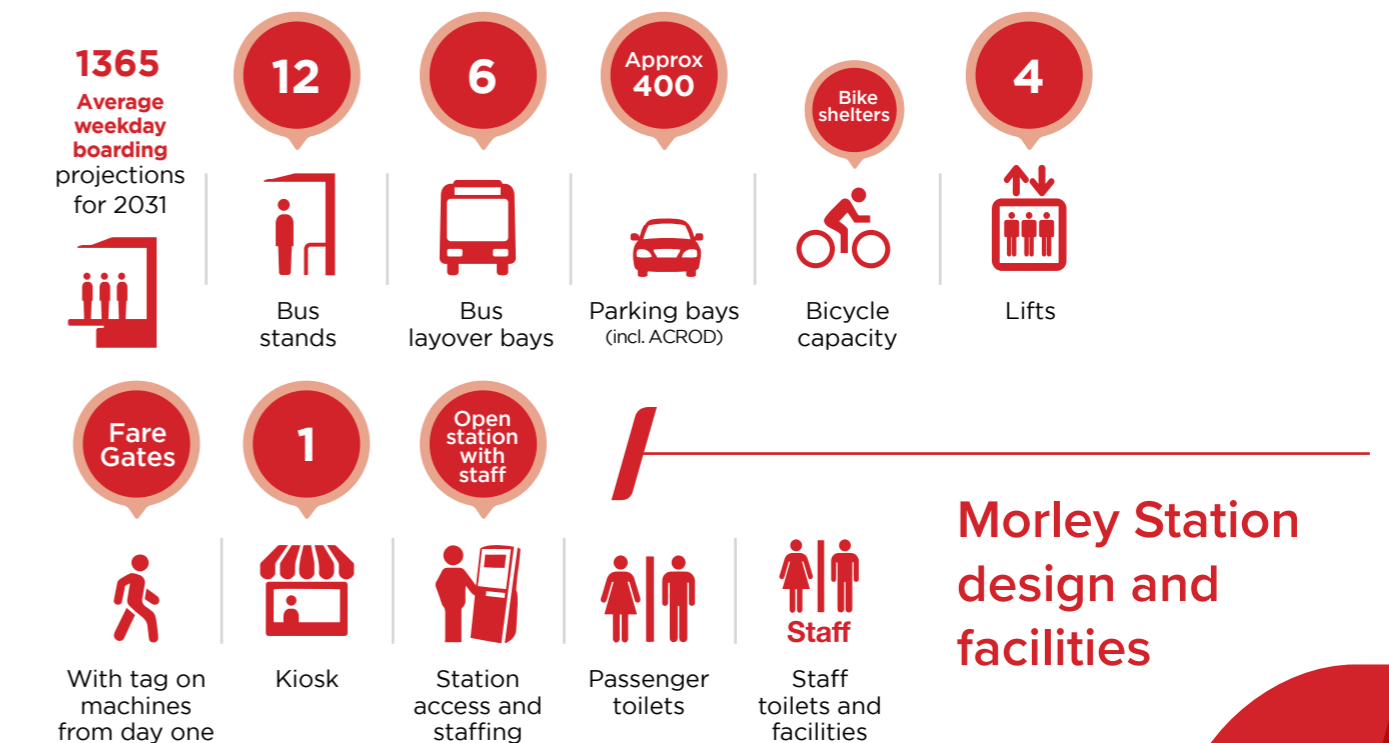 1365
Average
weekday
boarding
projections
for 2031
12
Bus
stands
6
Bus
layover bays
Approx
400
Parking bays
(incl. ACROD)
Bike
shelters
Bicycle
capacity
4
Lifts
Fare
Gates
With tag on
machines
from day one
1
Kiosk
Open
station
with
staff
Station
access and
staffing
Passenger
toilets
Staff
Staff
toilets and
facilities
Morley Station
design and
facilities